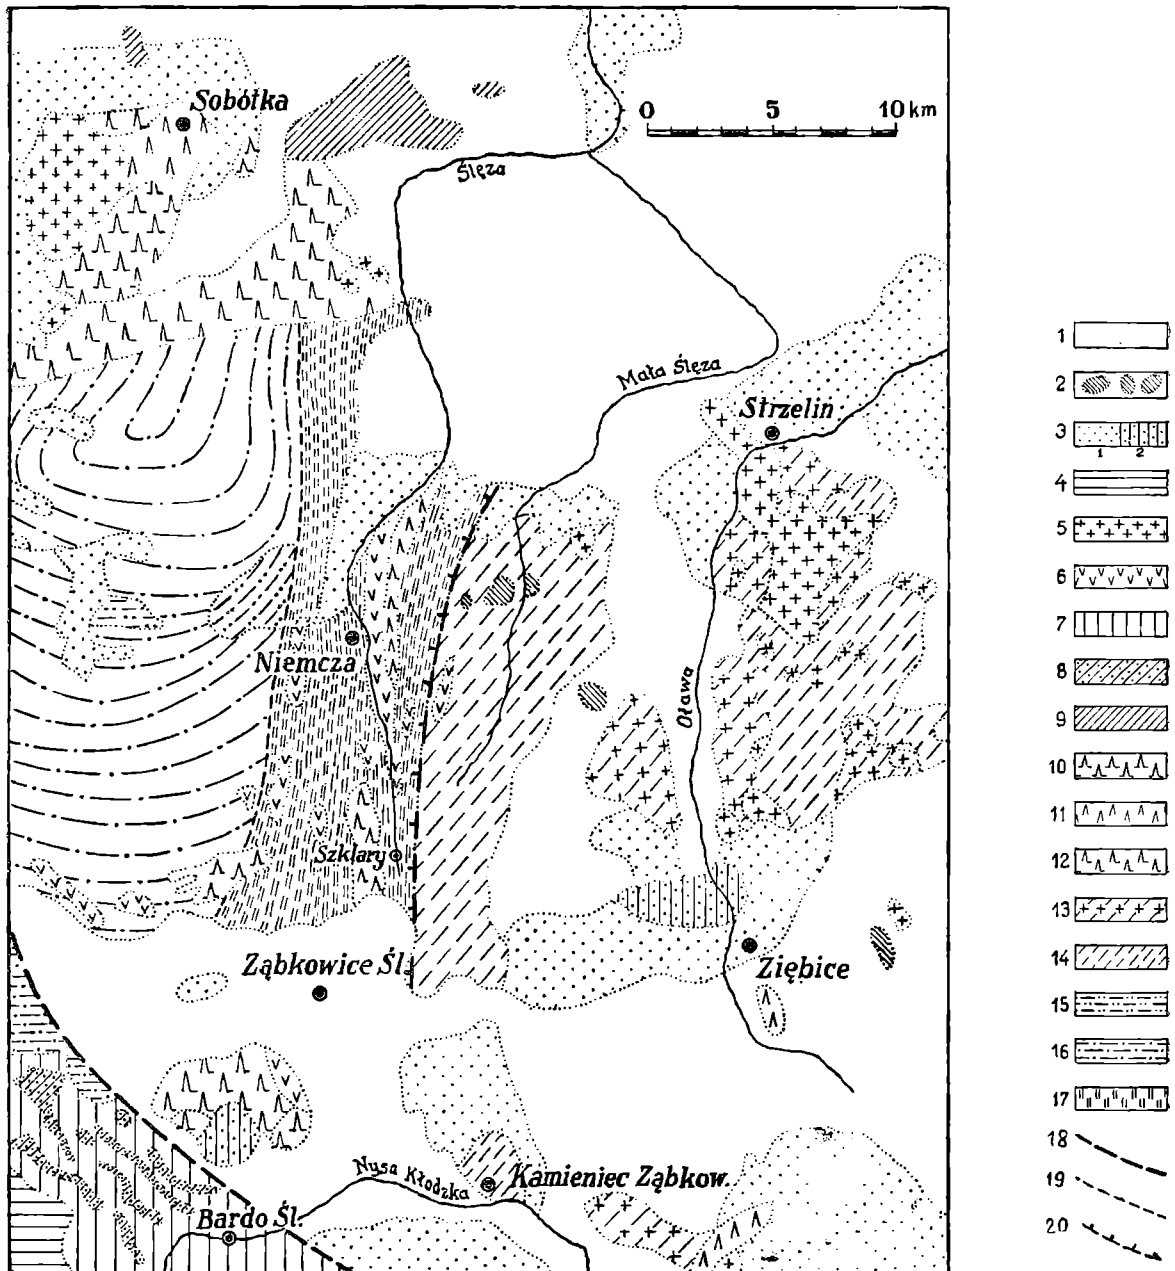 Sobótka
0 5 10 km
Ślęza
Mała Ślęza
Strzelin
Niemcza
Oława
Szklary
Ząbkowice Śl.
Ziębice
Nysa Kłodzka
Kamieniec Ząbkow.
Bardo Śl.
1
2
3
1 2
4
5
6
7
8
9
10
11
12
13
14
15
16
17
18
19
20